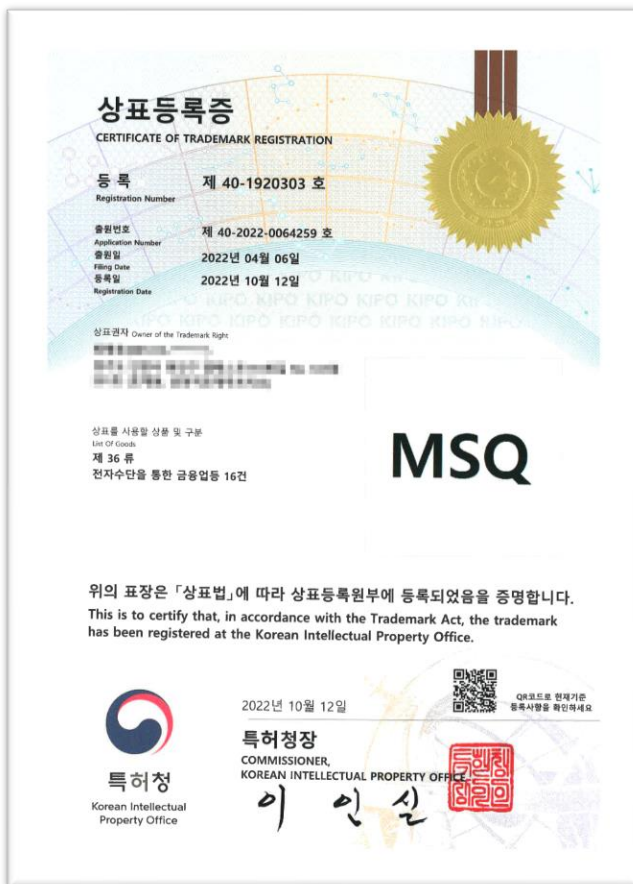 상표등록증
CERTIFICATE OF TRADEMARK REGISTRATION
등 록 제 40-1920303 호
Registration Number
출원번호 제 40-2022-0064259 호
Application Number
출원일 2022년 04월 06일
Filing Date
등록일 2022년 10월 12일
Registration Date
KIPO KIPO KIPO KIPO KIPO
KIPO KIPO KIPO KIPO KIPO KIPO
상표권자 Owner of the Trademark Right
상표를 사용할 상품 및 구분
List Of Goods
제 36 류
전자수단을 통한 금융업등 16건
MSQ
위의 표장은 「상표법」에 따라 상표등록원부에 등록되었음을 증명합니다.
This is to certify that, in accordance with the Trademark Act, the trademark
has been registered at the Korean Intellectual Property Office.
QR코드로 현재기준
등록사항을 확인하세요
2022년 10월 12일
특허청장
COMMISSIONER,
KOREAN INTELLECTUAL PROPERTY OFFICE
이 인 실
특허청
Korean Intellectual
Property Office